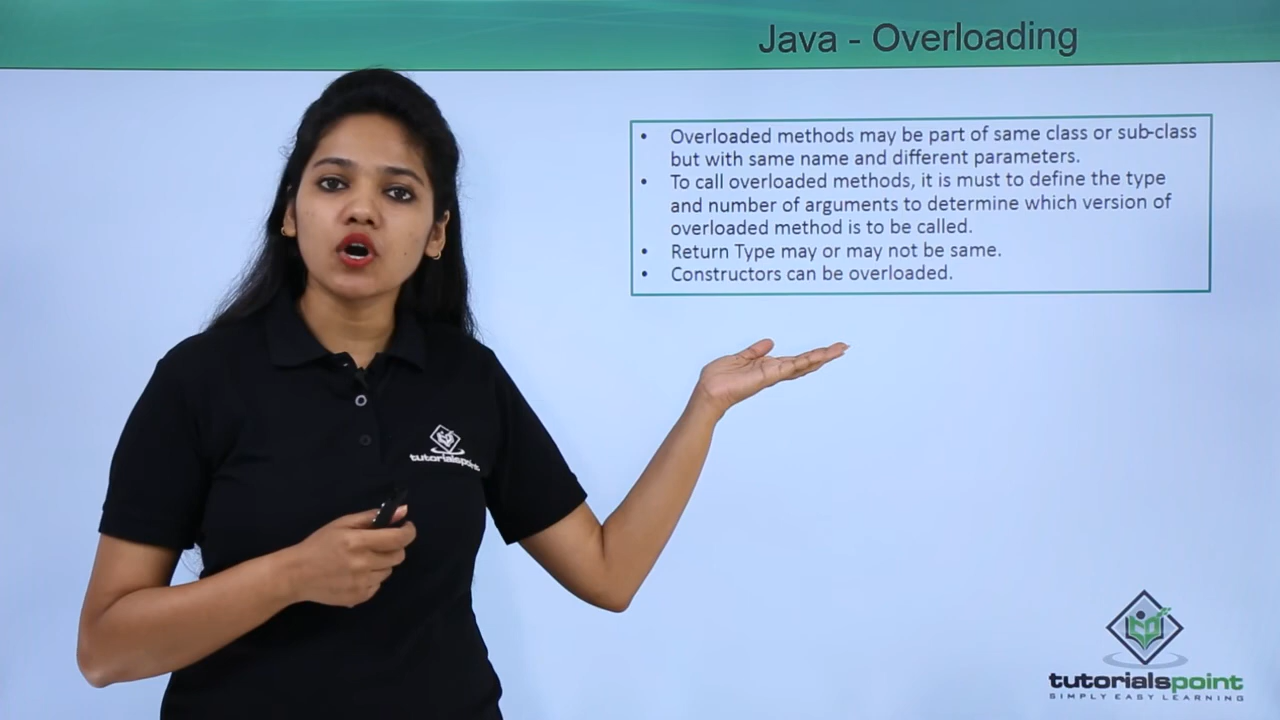 Java - Overloading
• Overloaded methods may be part of same class or sub-class
but with same name and different parameters.
• To call overloaded methods, it is must to define the type
and number of arguments to determine which version of
overloaded method is to be called.
• Return Type may or may not be same.
• Constructors can be overloaded.
tutorialspoint
tutorialspoint
SIMPLY EASY LEARNING